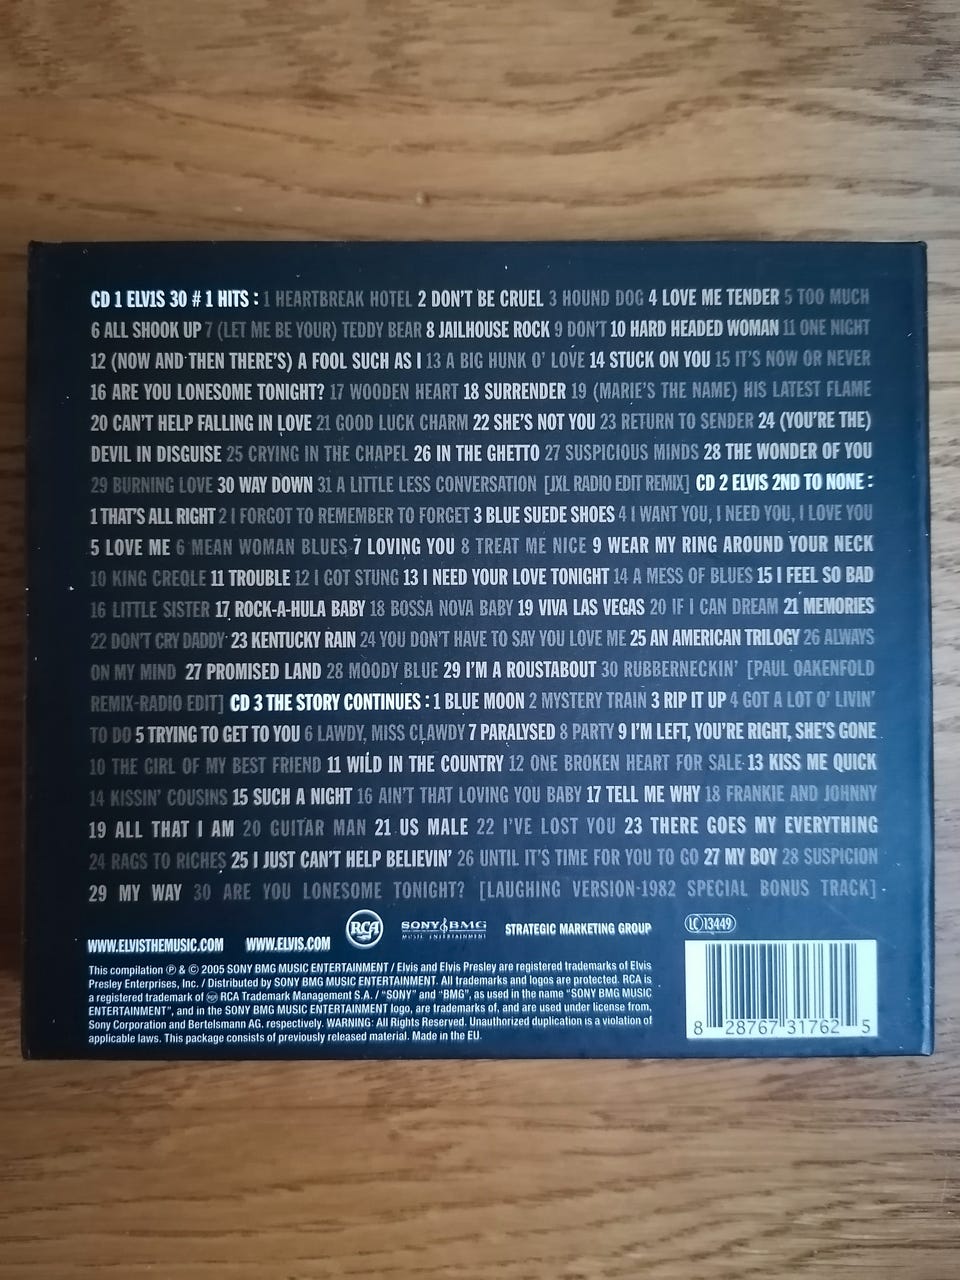 CD 1 ELV1S 30 # 1 HITS : 1 HEARTBREAK HOTEL 2 DON'T BE CRUEL 3 HOUND DOG 4 LOVE ME TENDER 5 TOO MUCH
6 ALL SHOOK UP 7 (LET ME BE YOUR) TEDDY BEAR 8 JAILHOUSE ROCK 9 DON'T 10 HARD HEADED WOMAN 11 ONE NIGHT
12 (NOW AND THEN THERE'S) A FOOL SUCH AS I 13 A BIG HUNK O' LOVE 14 STUCK ON YOU 15 IT'S NOW OR NEVER
16 ARE YOU LONESOME TONIGHT? 17 WOODEN HEART 18 SURRENDER 19 (MARIE'S THE NAME) HIS LATEST FLAME
20 CAN'T HELP FALLING IN LOVE 21 GOOD LUCK CHARM 22 SHE'S NOT YOU 23 RETURN TO SENDER 24 (YOU'RE THE)
DEVIL IN DISGUISE 25 CRYING IN THE CHAPEL 26 IN THE GHETTO 27 SUSPICIOUS MINDS 28 THE WONDER OF YOU
29 BURNING LOVE 30 WAY DOWN 31 A LITTLE LESS CONVERSATION [JXL RADIO EDIT REMIX] CD 2 ELVIS 2ND TO NONE :
1 THAT'S ALL RIGHT 2 I FORGOT TO REMEMBER TO FORGET 3 BLUE SUEDE SHOES 4 I WANT YOU, I NEED YOU, I LOVE YOU
5 LOVE ME 6 MEAN WOMAN BLUES 7 LOVING YOU 8 TREAT ME NICE 9 WEAR MY RING AROUND YOUR NECK
10 KING CREOLE 11 TROUBLE 12 I GOT STUNG 13 I NEED YOUR LOVE TONIGHT 14 A MESS OF BLUES 15 I FEEL SO BAD
16 LITTLE SISTER 17 ROCK-A-HULA BABY 18 BOSSA NOVA BABY 19 VIVA LAS VEGAS 20 IF I CAN DREAM 21 MEMORIES
22 DON'T CRY DADDY 23 KENTUCKY RAIN 24 YOU DON'T HAVE TO SAY YOU LOVE ME 25 AN AMERICAN TRILOGY 26 ALWAYS
ON MY MIND 27 PROMISED LAND 28 MOODY BLUE 29 I'M A ROUSTABOUT 30 RUBBERNECKIN' [PAUL OAKENFOLD
REMIX-RADIO EDIT] CD 3 THE STORY CONTINUES : 1 BLUE MOON 2 MYSTERY TRAIN 3 RIP IT UP 4 GOT A LOT O' LIVIN'
TO DO 5 TRYING TO GET TO YOU 6 LAWDY, MISS CLAWDY 7 PARALYSED 8 PARTY 9 I'M LEFT, YOU'RE RIGHT, SHE'S GONE
10 THE GIRL OF MY BEST FRIEND 11 WILD IN THE COUNTRY 12 ONE BROKEN HEART FOR SALE 13 KISS ME QUICK
14 KISSIN' COUSINS 15 SUCH A NIGHT 16 AIN'T THAT LOVING YOU BABY 17 TELL ME WHY 18 FRANKIE AND JOHNNY
19 ALL THAT I AM 20 GUITAR MAN 21 US MALE 22 I'VE LOST YOU 23 THERE GOES MY EVERYTHING
24 RAGS TO RICHES 25 I JUST CAN'T HELP BELIEVIN' 26 UNTIL IT'S TIME FOR YOU TO GO 27 MY BOY 28 SUSPICION
29 MY WAY 30 ARE YOU LONESOME TONIGHT? [LAUGHING VERSION-1982 SPECIAL BONUS TRACK]
WWW.ELVISTHEMUSIC.COM WWW.ELVIS.COM RCA SONY BMG MUSIC ENTERTAINMENT STRATEGIC MARKETING GROUP LC 13449
This compilation ℗ & © 2005 SONY BMG MUSIC ENTERTAINMENT / Elvis and Elvis Presley are registered trademarks of Elvis
Presley Enterprises, Inc. / Distributed by SONY BMG MUSIC ENTERTAINMENT. All trademarks and logos are protected. RCA is
a registered trademark of RCA Trademark Management S.A. / "SONY" and "BMG", as used in the name "SONY BMG MUSIC
ENTERTAINMENT", and in the SONY BMG MUSIC ENTERTAINMENT logo, are trademarks of, and are used under license from,
Sony Corporation and Bertelsmann AG. respectively. WARNING: All Rights Reserved. Unauthorized duplication is a violation of
applicable laws. This package consists of previously released material. Made in the EU.
8 28767 31762 5